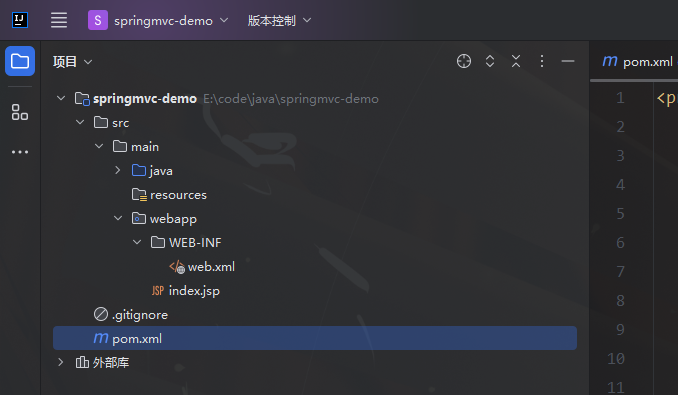 IJ
S springmvc-demo 版本控制
项目
m pom.xml
springmvc-demo E:\code\java\springmvc-demo
src
main
java
resources
webapp
WEB-INF
web.xml
JSP index.jsp
.gitignore
m pom.xml
外部库
1 <p
2
3
4
5
6
7
8
9
10
11